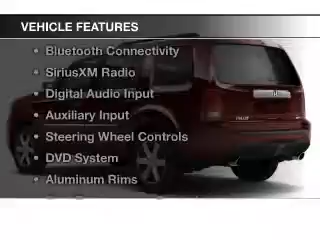 VEHICLE FEATURES
• Bluetooth Connectivity
• SiriusXM Radio
• Digital Audio Input
• Auxiliary Input
• Steering Wheel Controls
• DVD System
• Aluminum Rims